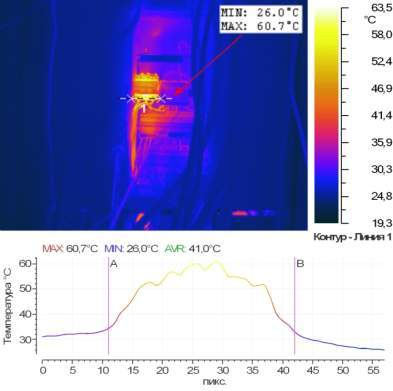 MIN: 26.0°C
MAX: 60.7°C
63,5
°C
58,0
52,4
46,9
41,4
35,9
30,3
24,8
19,3
Контур - Линия 1
MAX: 60,7°C MIN: 26,0°C AVR: 41,0°C
A
B
Температура °C
60
50
40
30
0 5 10 15 20 25 30 35 40 45 50 55
пикс.